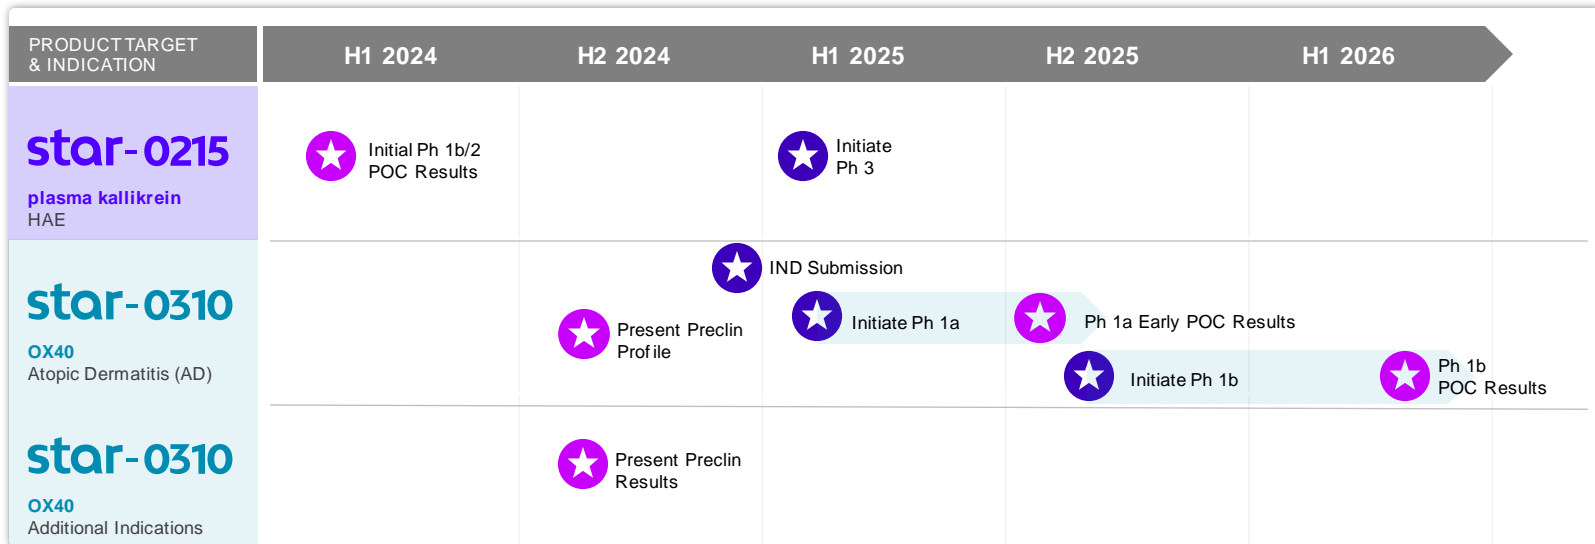 PRODUCT TARGET
& INDICATION
H1 2024
H2 2024
H1 2025
H2 2025
H1 2026
star-0215
plasma kallikrein
HAE
Initial Ph 1b/2
POC Results
Initiate
Ph 3
star-0310
OX40
Atopic Dermatitis (AD)
IND Submission
Present Preclin
Profile
Initiate Ph 1a
Ph 1a Early POC Results
Initiate Ph 1b
Ph 1b
POC Results
star-0310
OX40
Additional Indications
Present Preclin
Results